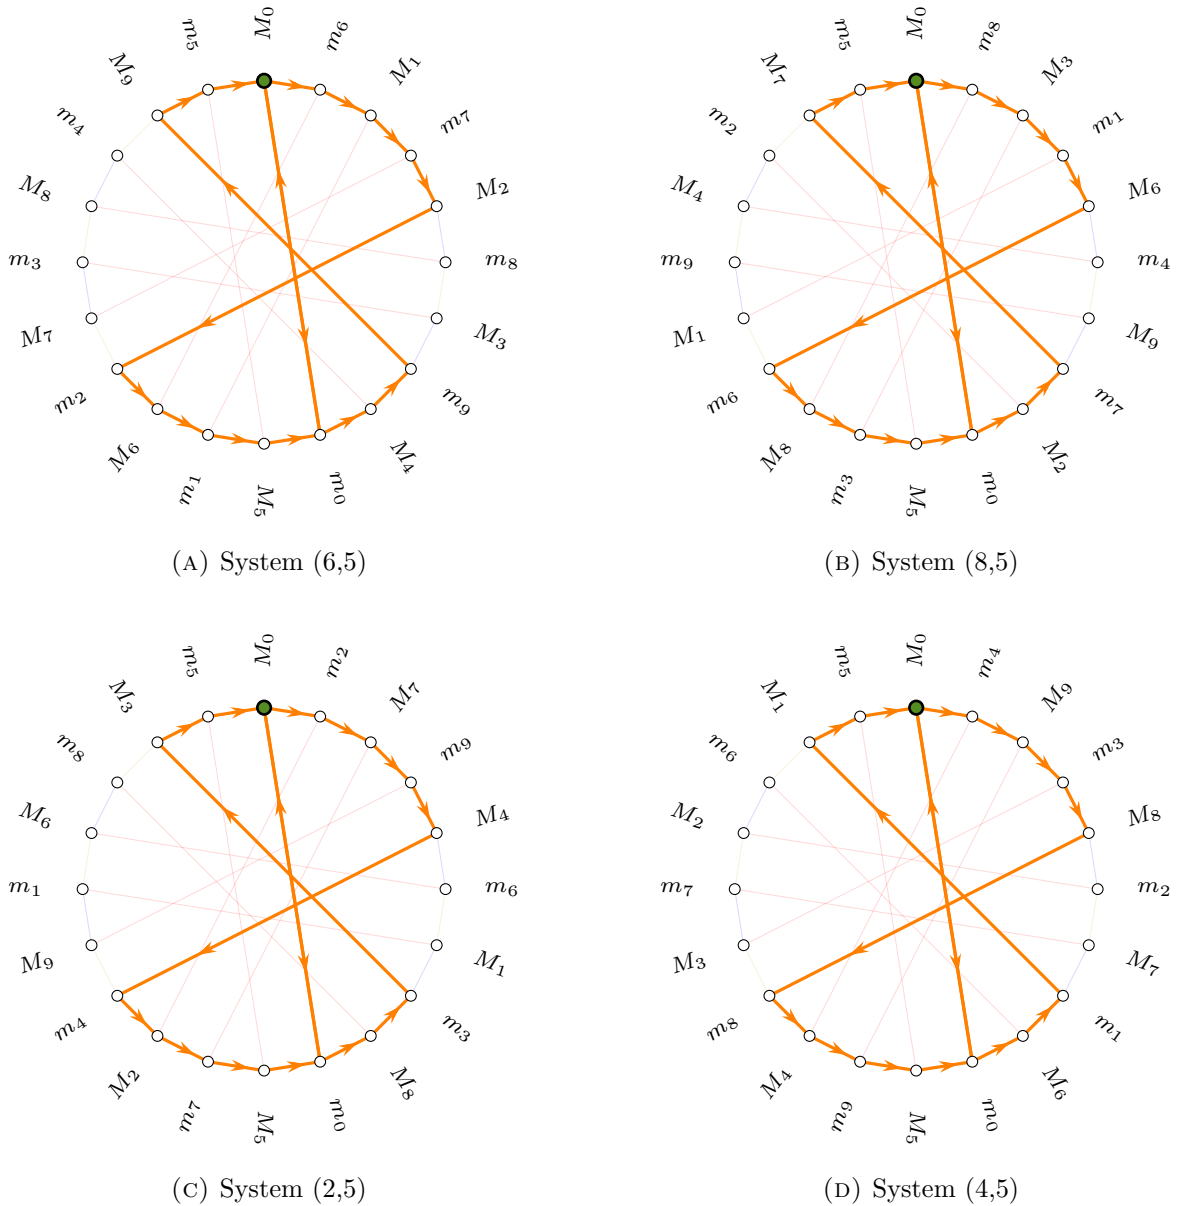 M₀
m₆
M₁
m₇
M₂
m₈
M₃
m₉
M₄
m₀
M₅
m₁
M₆
m₂
M₇
m₃
M₈
m₄
M₉
m₅
(A) System (6,5)
M₀
m₈
M₃
m₁
M₆
m₄
M₉
m₇
M₂
m₀
M₅
m₃
M₈
m₆
M₁
m₉
M₄
m₂
M₇
m₅
(B) System (8,5)
M₀
m₂
M₇
m₉
M₄
m₆
M₁
m₃
M₈
m₀
M₅
m₇
M₂
m₄
M₉
m₁
M₆
m₈
M₃
m₅
(C) System (2,5)
M₀
m₄
M₉
m₃
M₈
m₂
M₇
m₁
M₆
m₀
M₅
m₉
M₄
m₈
M₃
m₇
M₂
m₆
M₁
m₅
(D) System (4,5)